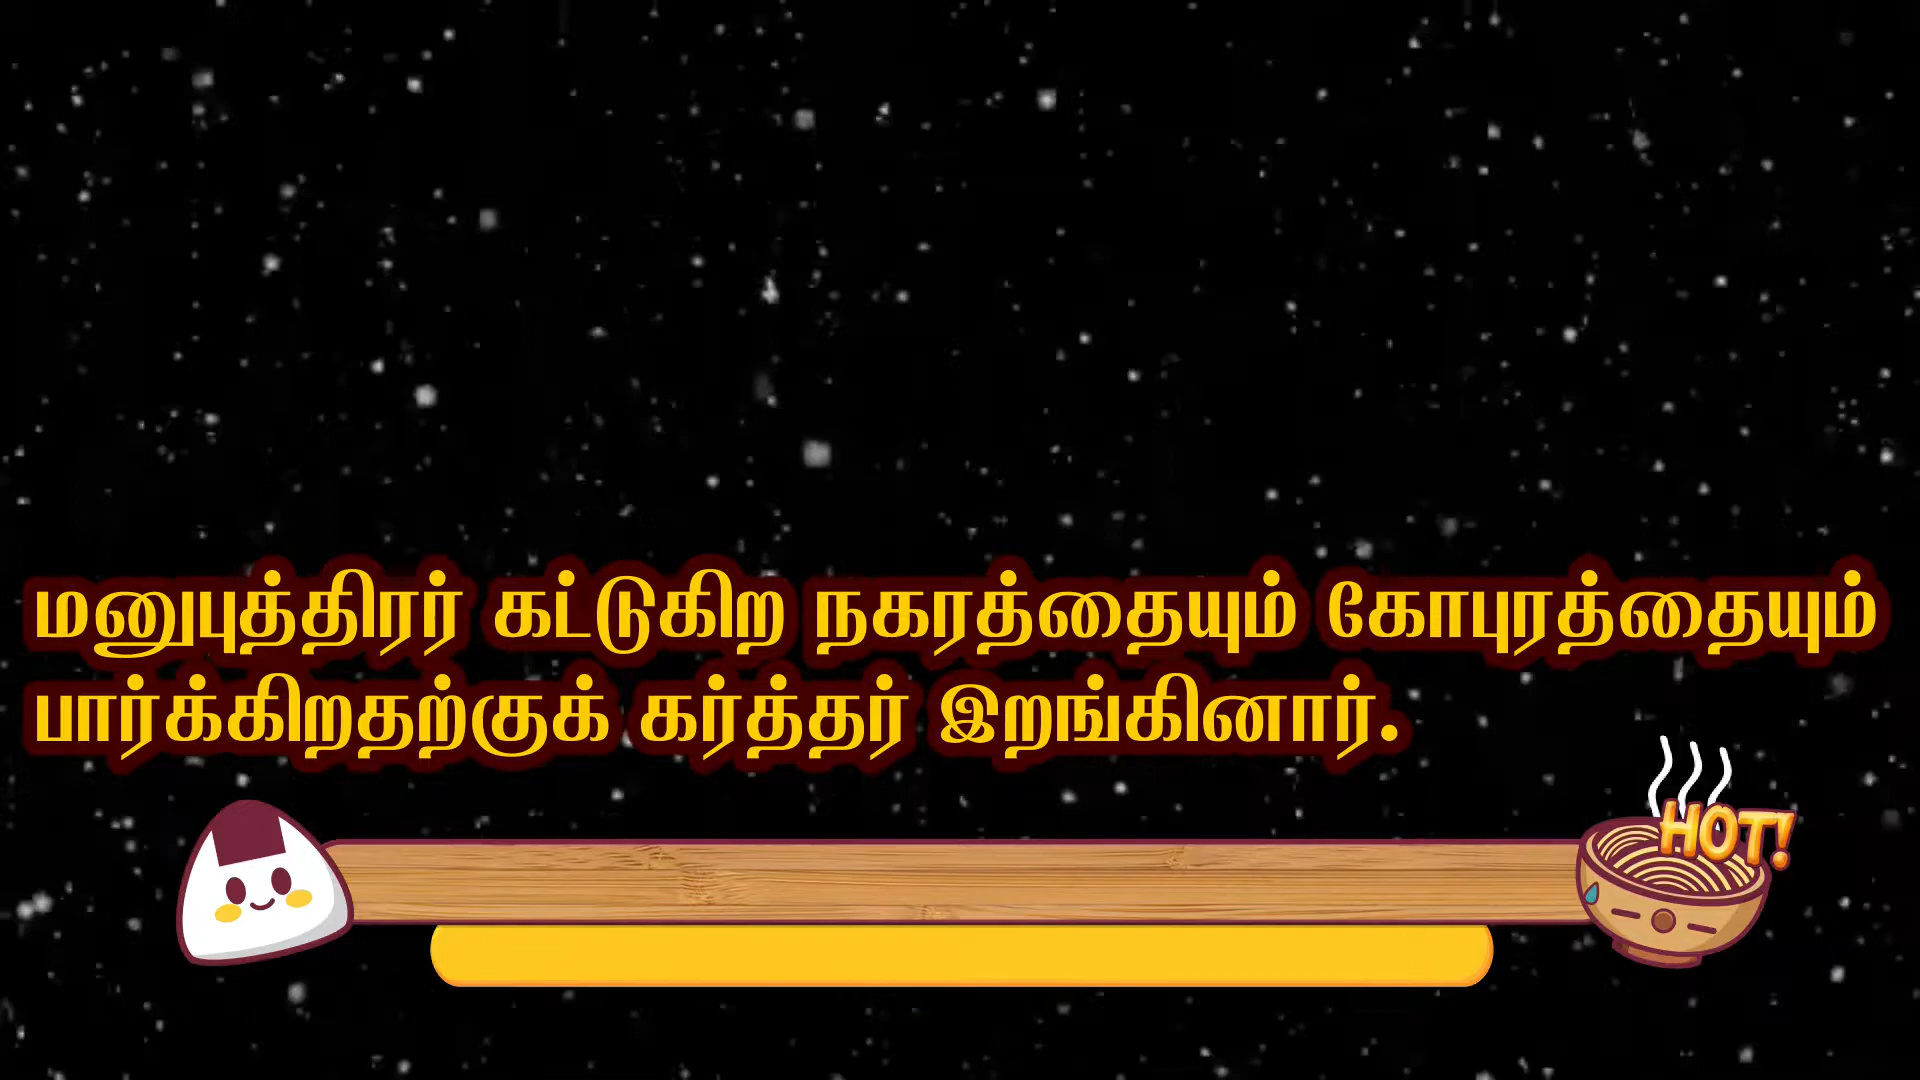 மனுபுத்திரர் கட்டுகிற நகரத்தையும் கோபுரத்தையும்
பார்க்கிறதற்குக் கர்த்தர் இறங்கினார்.
HOT!